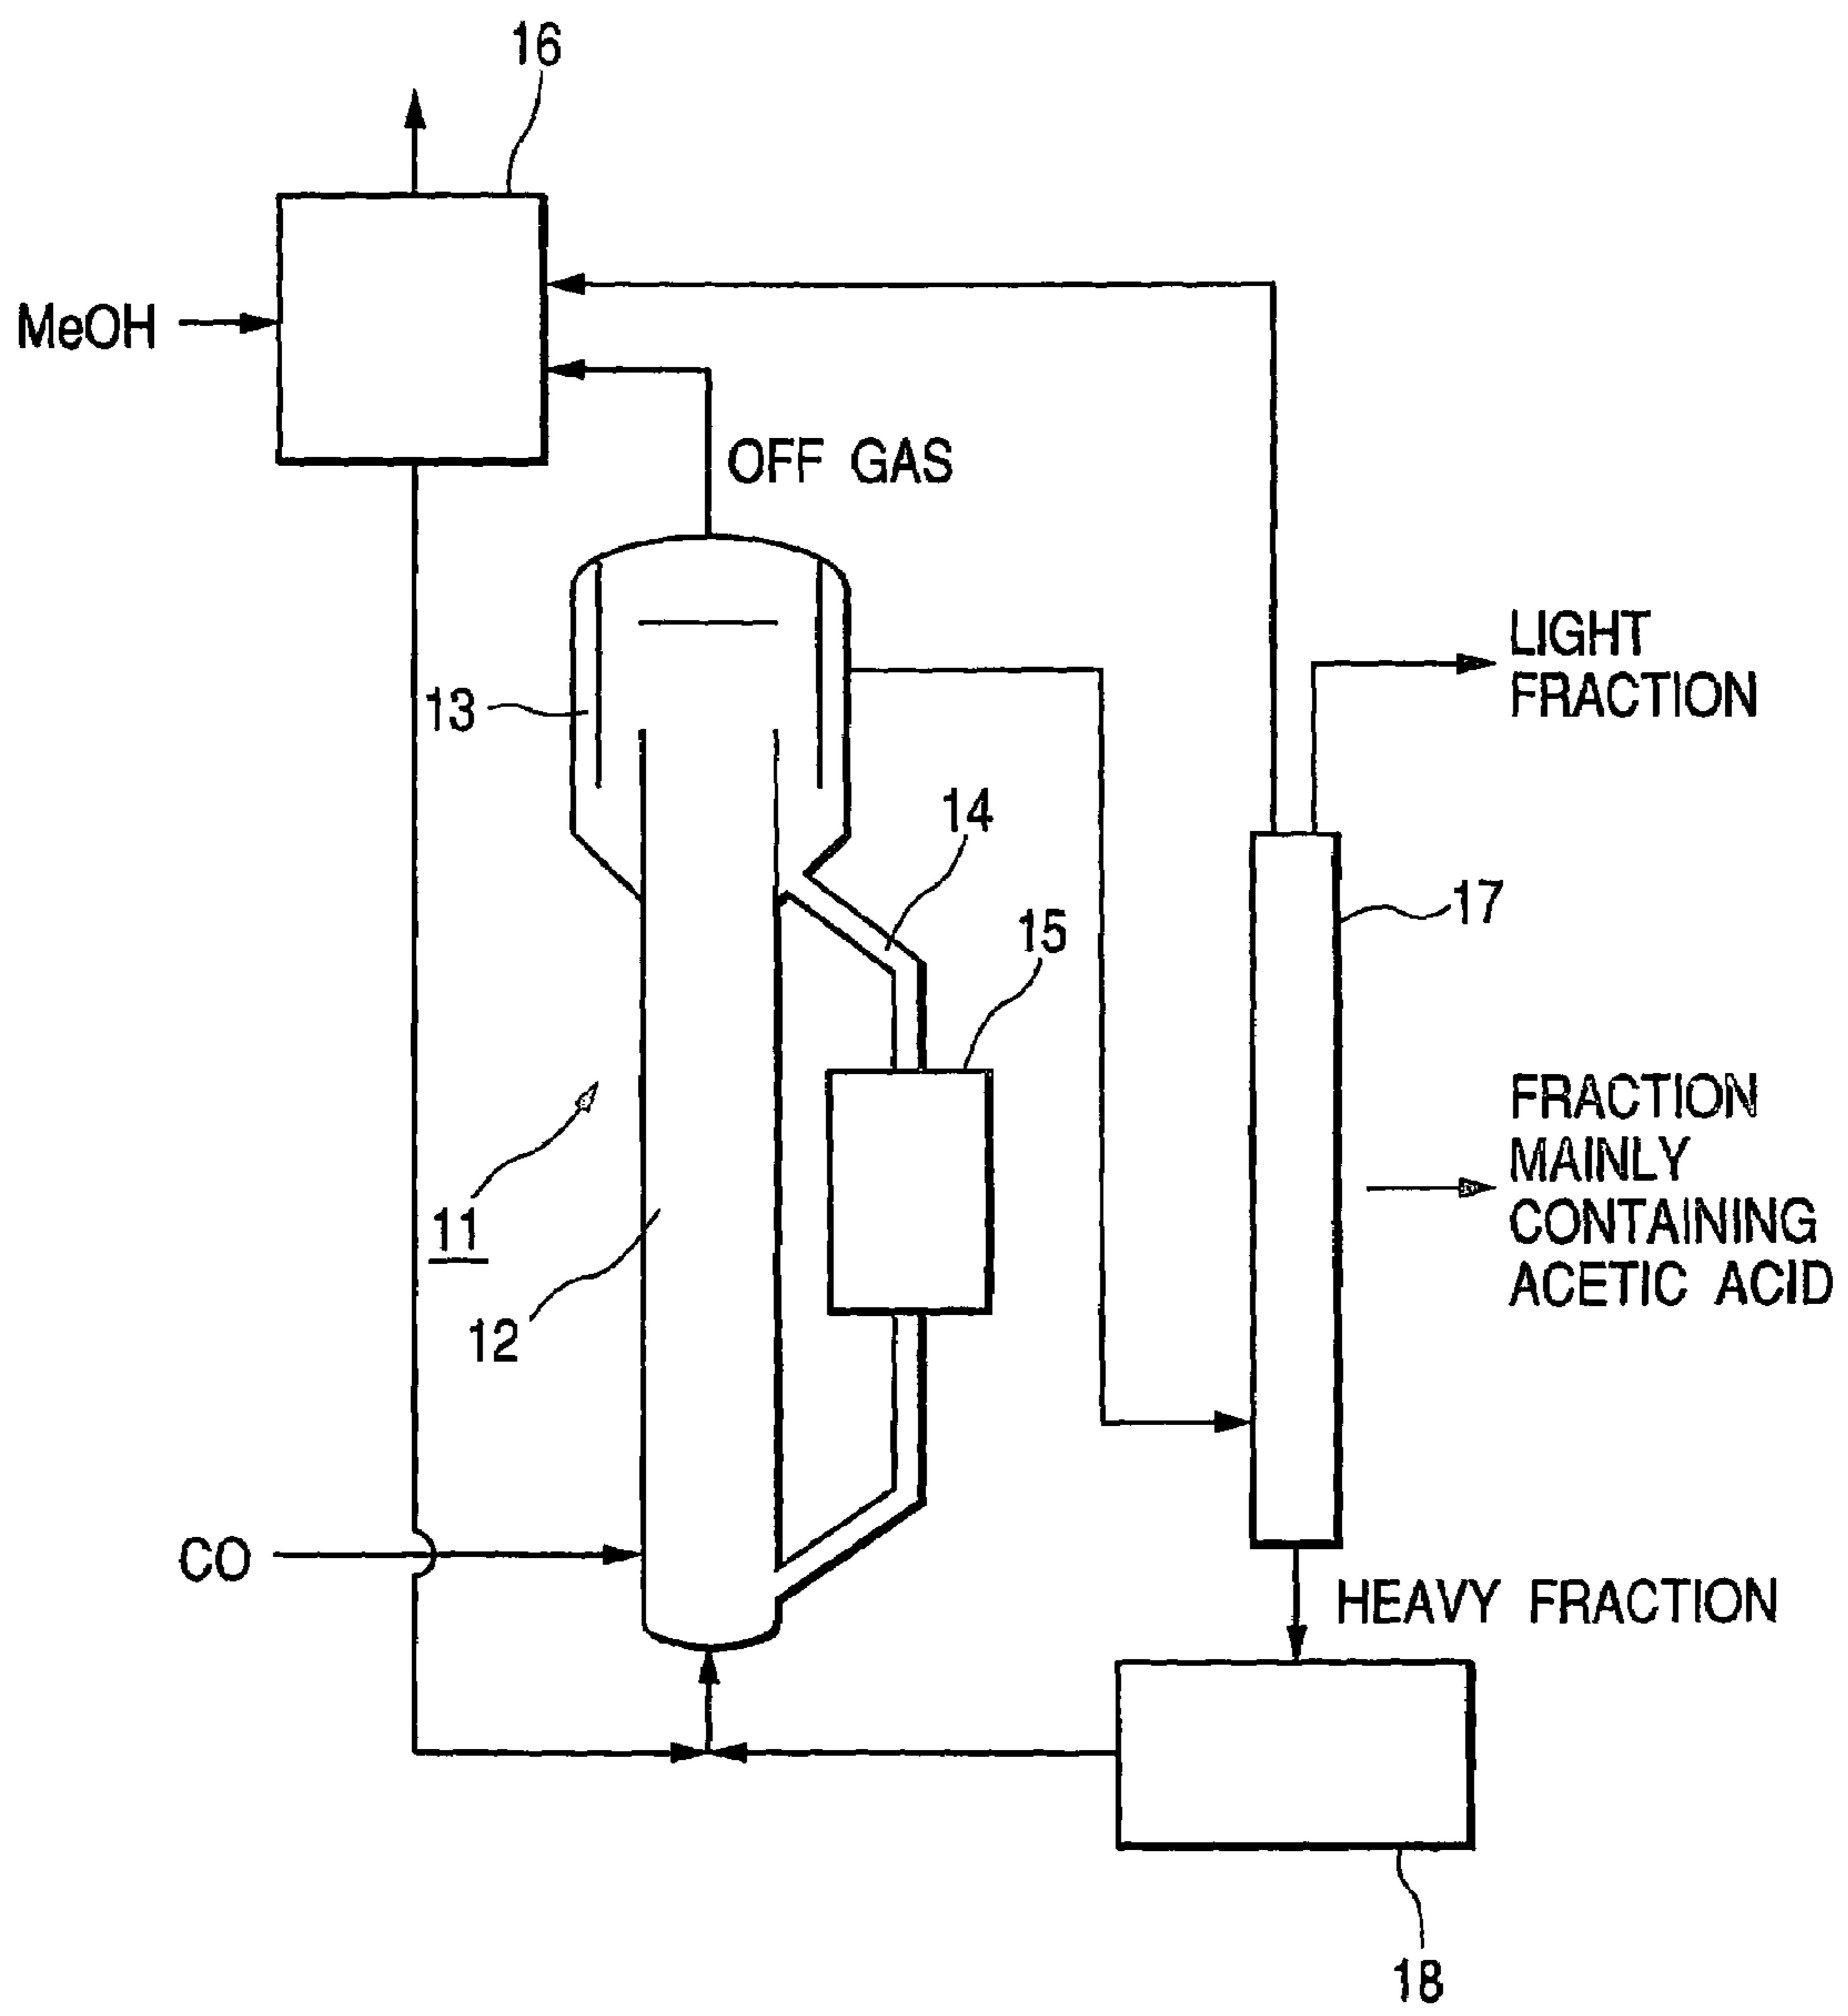 16
MeOH
OFF GAS
LIGHT
FRACTION
13
14
15
17
FRACTION
MAINLY
CONTAINING
ACETIC ACID
11
12
CO
HEAVY FRACTION
18